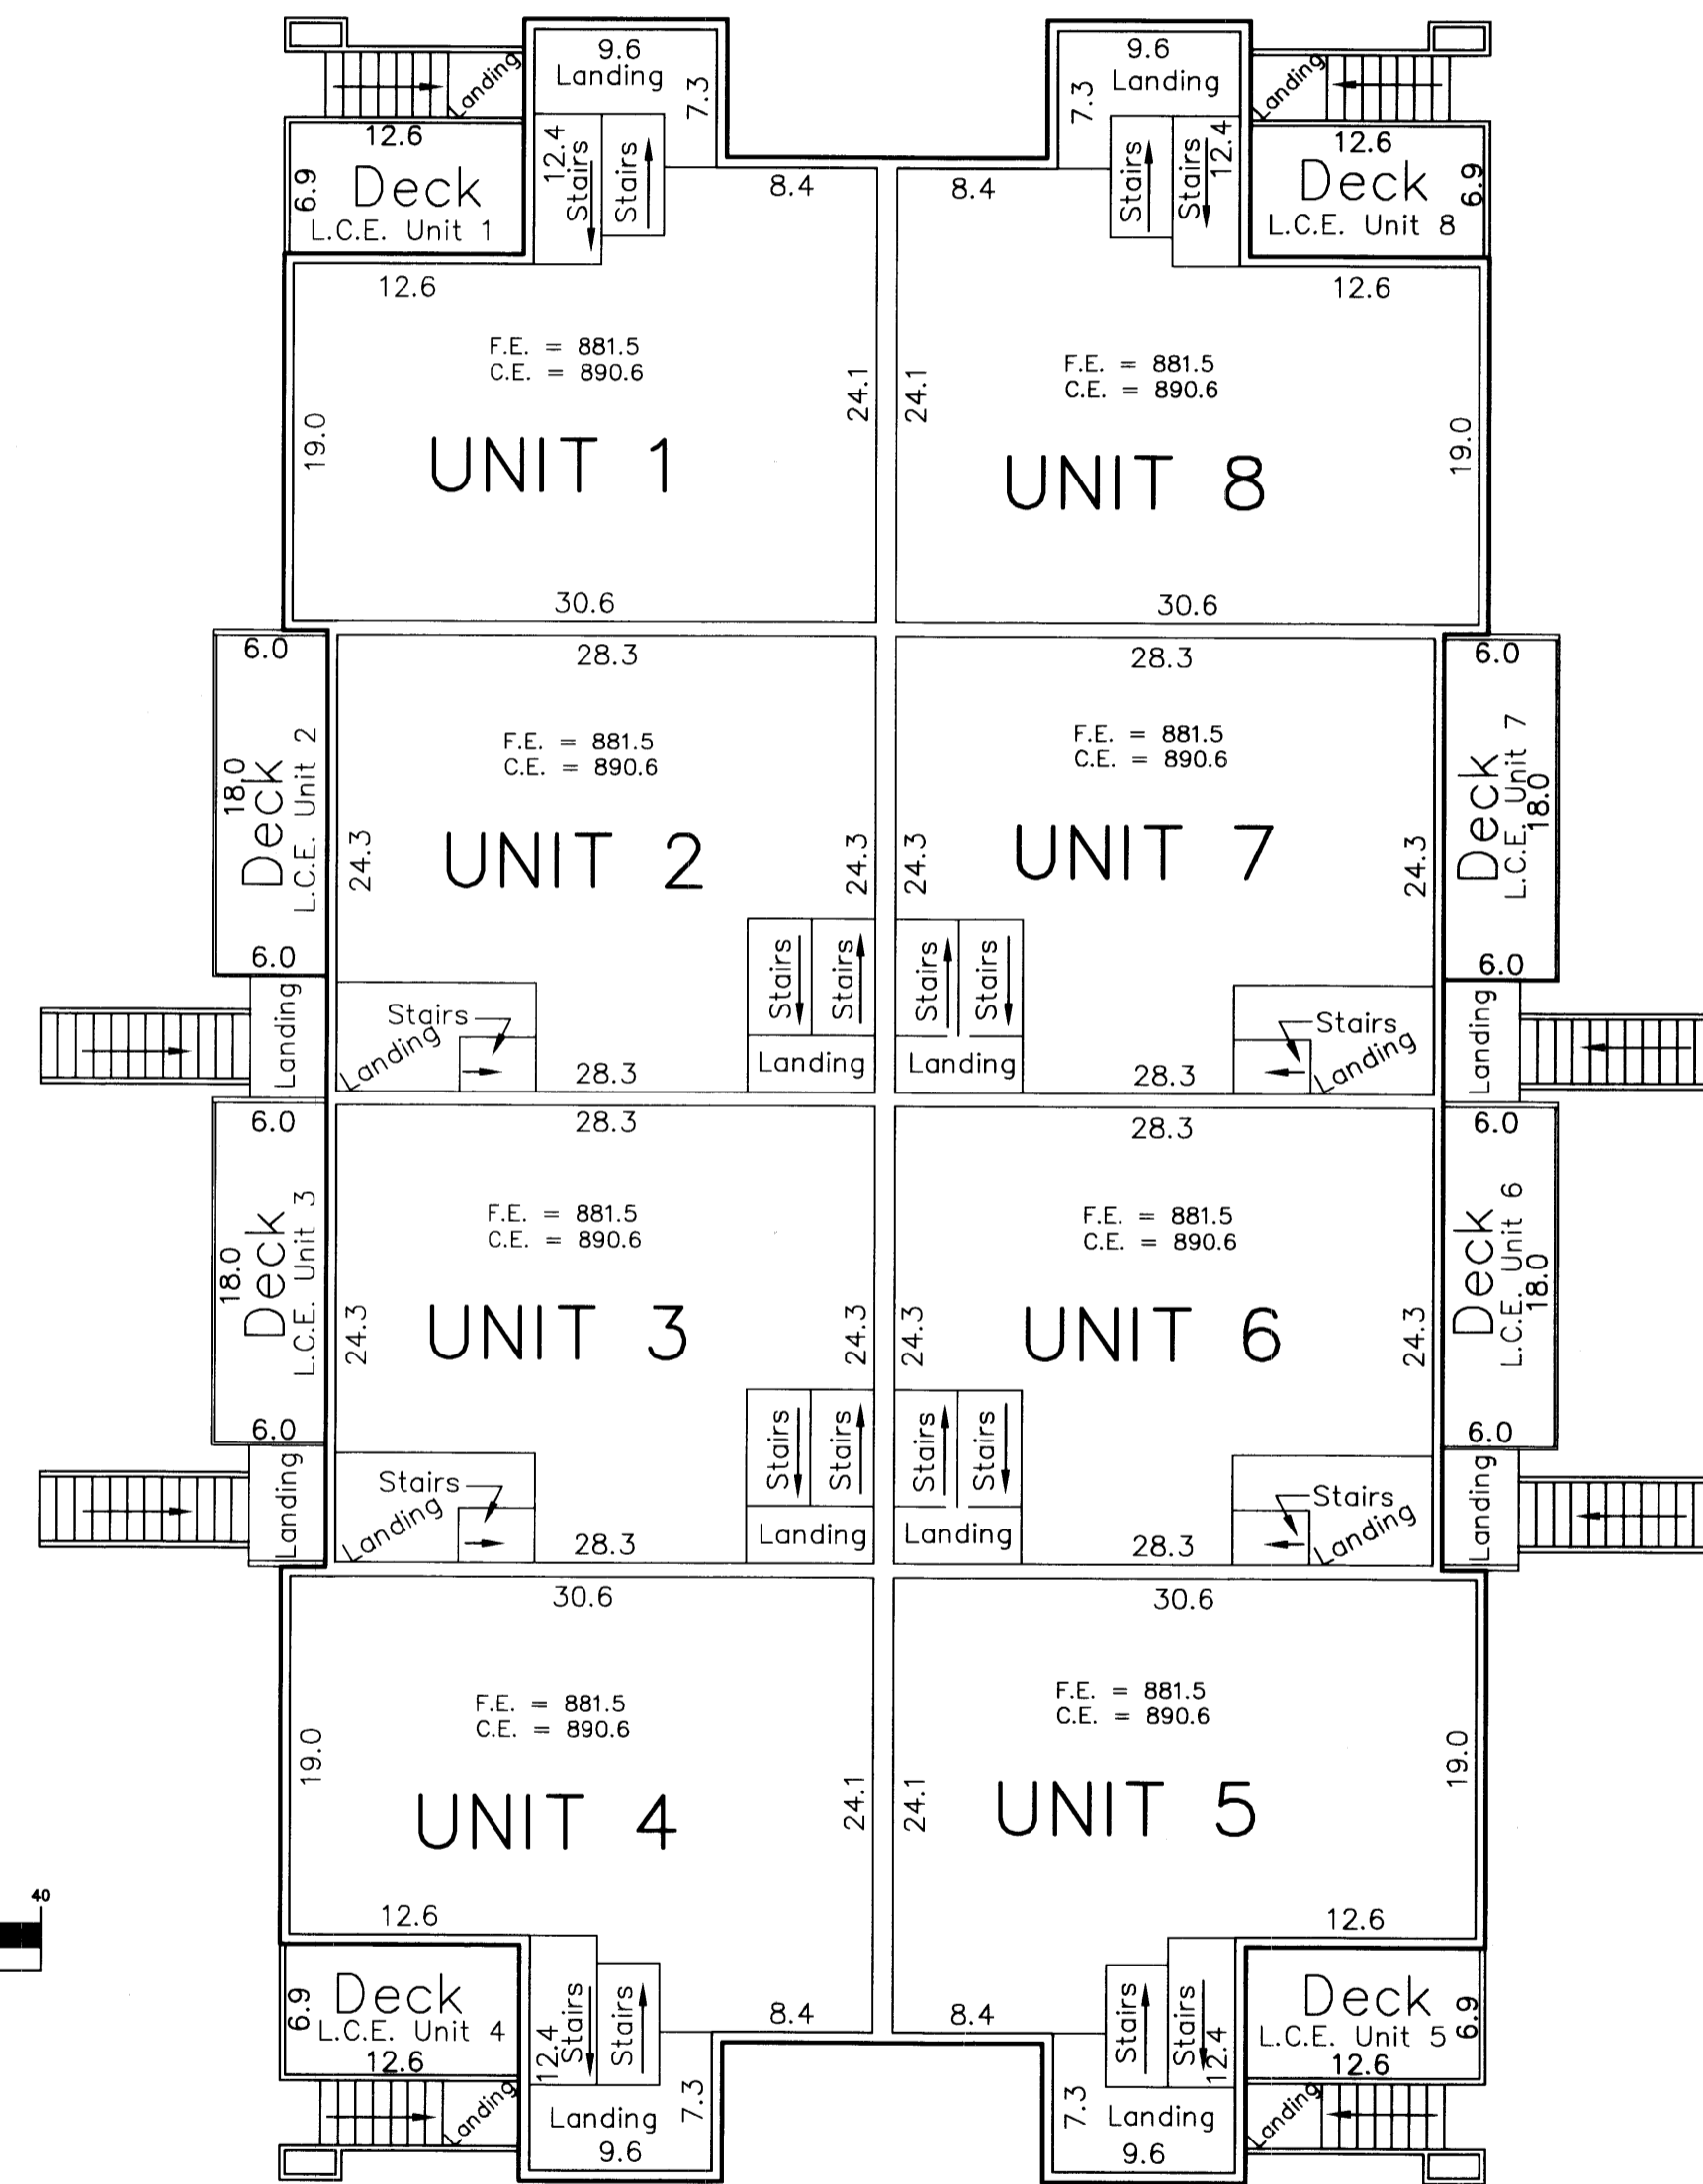 9.6
Landing
7.3
Landing
12.4
Stairs
Stairs
12.6
6.9
Deck
L.C.E. Unit 1
8.4
9.6
Landing
7.3
Landing
Stairs
Stairs
12.4
12.6
Deck
6.9
L.C.E. Unit 8
8.4
12.6
F.E. = 881.5
C.E. = 890.6
19.0
24.1
UNIT 1
30.6
12.6
F.E. = 881.5
C.E. = 890.6
24.1
19.0
UNIT 8
30.6
6.0
18.0
Deck
L.C.E. Unit 2
6.0
Landing
28.3
F.E. = 881.5
C.E. = 890.6
24.3
UNIT 2
24.3
Stairs
Landing
28.3
Stairs
Stairs
Landing
28.3
F.E. = 881.5
C.E. = 890.6
24.3
UNIT 7
24.3
Stairs
Stairs
Landing
28.3
Stairs
Landing
6.0
Deck
L.C.E. Unit 7
18.0
6.0
Landing
6.0
18.0
Deck
L.C.E. Unit 3
6.0
Landing
28.3
F.E. = 881.5
C.E. = 890.6
24.3
UNIT 3
24.3
Stairs
Landing
28.3
Stairs
Stairs
Landing
28.3
F.E. = 881.5
C.E. = 890.6
24.3
UNIT 6
24.3
Stairs
Stairs
Landing
28.3
Stairs
Landing
6.0
Deck
L.C.E. Unit 6
18.0
6.0
Landing
30.6
F.E. = 881.5
C.E. = 890.6
19.0
24.1
UNIT 4
12.6
30.6
F.E. = 881.5
C.E. = 890.6
24.1
19.0
UNIT 5
12.6
40
6.9
Deck
L.C.E. Unit 4
12.6
Landing
12.4
Stairs
Stairs
8.4
7.3
Landing
9.6
8.4
Stairs
Stairs
12.4
7.3
Landing
9.6
Deck
6.9
L.C.E. Unit 5
12.6
Landing